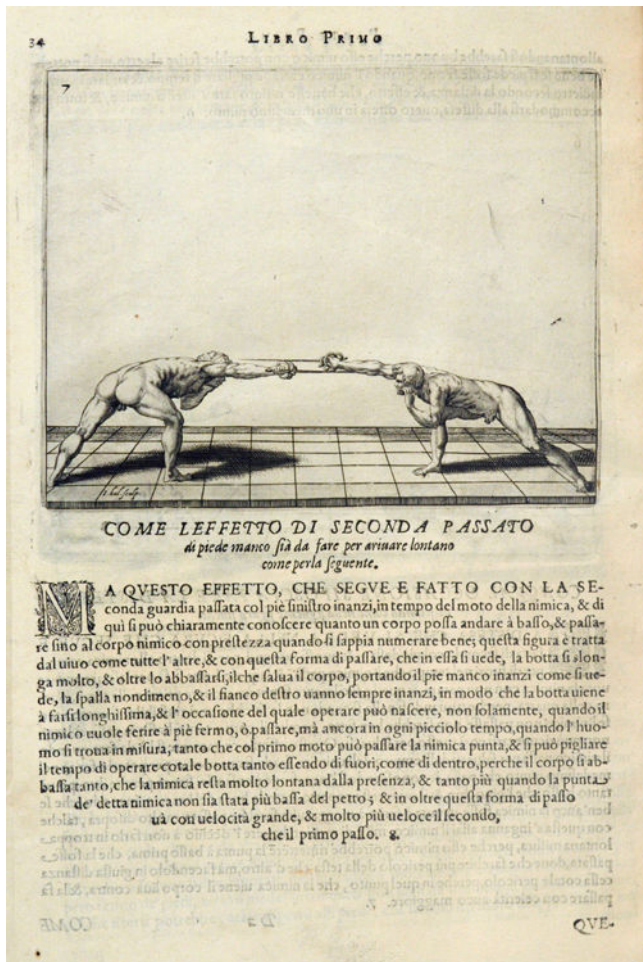 34
LIBRO PRIMO
7
COME L'EFFETTO DI SECONDA PASSATO
di piede manco sià da fare per ariuare lontano
come perla seguente.
MA QVESTO EFFETTO, CHE SEGVE E FATTO CON LA SE-
conda guardia passata col piè sinistro inanzi, in tempo del moto della nimica, & di
quì si può chiaramente conoscere quanto un corpo possa andare à basso, & passa-
re sino al corpo nimico con prestezza quando si sappia numerare bene; questa figura è tratta
dal uiuo come tutte l'altre, & con questa forma di passare, che in essa si uede, la botta si slon-
ga molto, & oltre lo abbassarsi, ilche salua il corpo, portando il pie manco inanzi come si ue-
de, la spalla nondimeno, & il fianco destro uanno sempre inanzi, in modo che la botta uiene
à farsi longhissima, & l'occasione del quale operare può nascere, non solamente, quando il
nimico uuole ferire à piè fermo, ò passare, mà ancora in ogni picciolo tempo, quando l'huo-
mo si troua in misura, tanto che col primo moto può passare la nimica punta, & si può pigliare
il tempo di operare cotale botta tanto essendo di fuori, come di dentro, perche il corpo si ab-
bassa tanto, che la nimica resta molto lontana dalla presenza, & tanto più quando la punta
de' detta nimica non sia stata più bassa del petto; & in oltre questa forma di passo
uà con uelocità grande, & molto più ueloce il secondo,
che il primo passo. 8.
QVE-